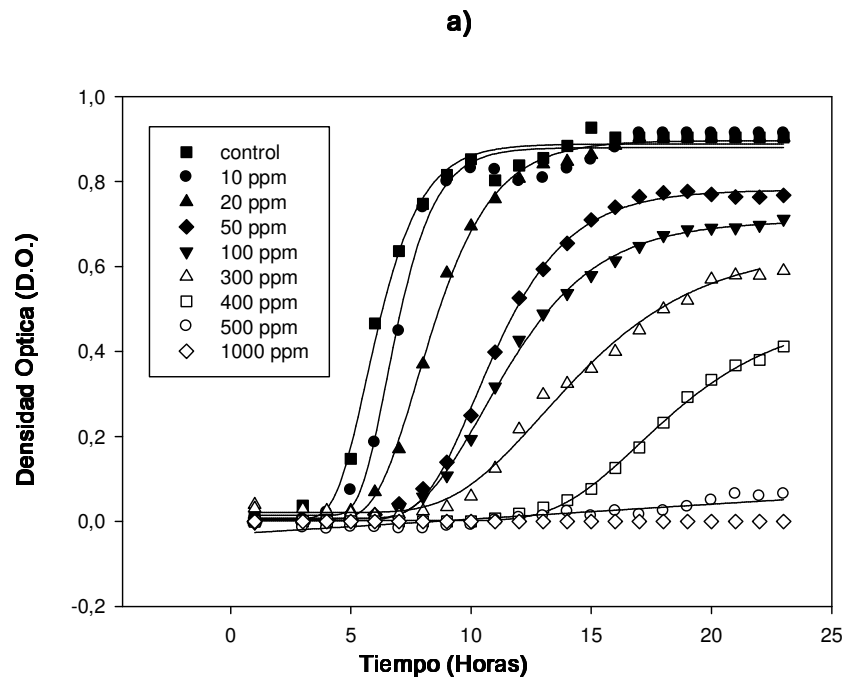 a)
1,0
0,8
0,6
0,4
0,2
0,0
-0,2
Densidad Optica (D.O.)
control
10 ppm
20 ppm
50 ppm
100 ppm
300 ppm
400 ppm
500 ppm
1000 ppm
0 5 10 15 20 25
Tiempo (Horas)